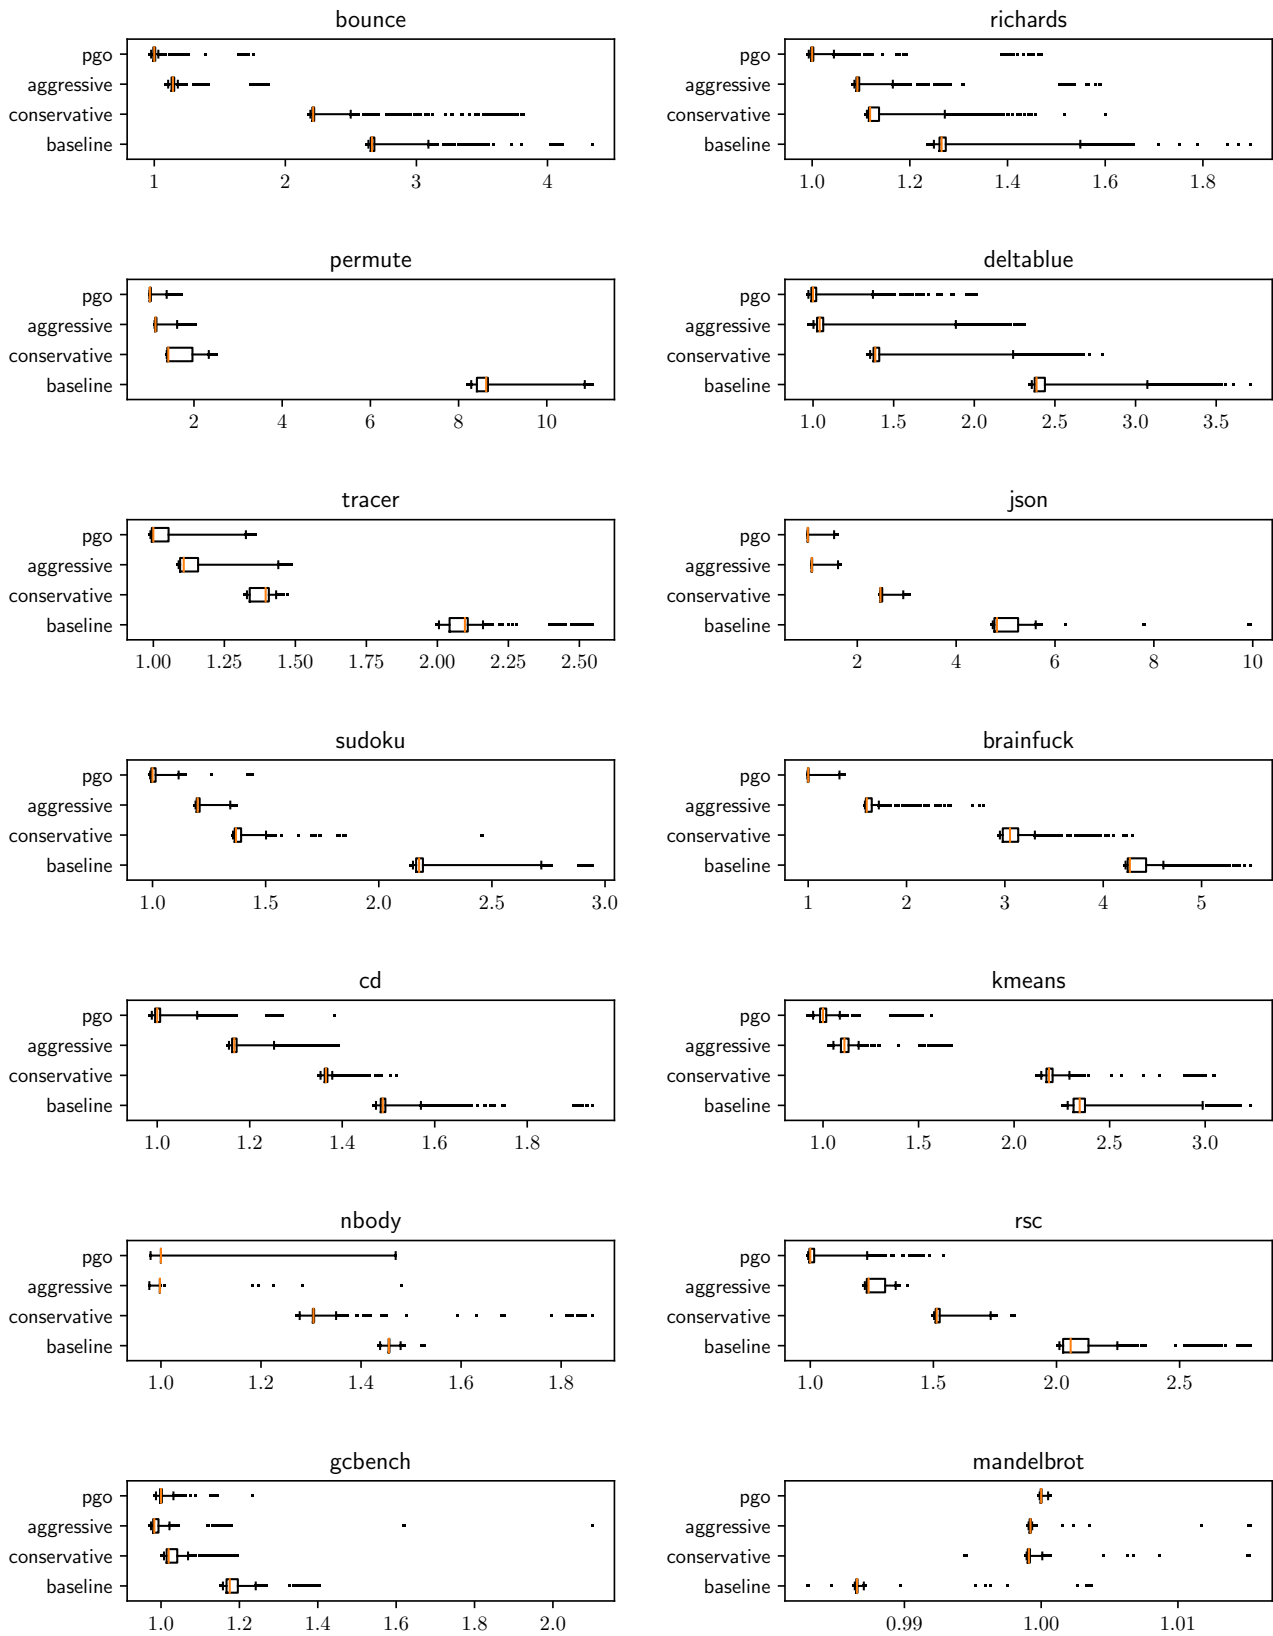 bounce
pgo
aggressive
conservative
baseline
1 2 3 4
richards
1.0 1.2 1.4 1.6 1.8
permute
pgo
aggressive
conservative
baseline
2 4 6 8 10
deltablue
pgo
aggressive
conservative
baseline
1.0 1.5 2.0 2.5 3.0 3.5
tracer
pgo
aggressive
conservative
baseline
1.00 1.25 1.50 1.75 2.00 2.25 2.50
json
pgo
aggressive
conservative
baseline
2 4 6 8 10
sudoku
pgo
aggressive
conservative
baseline
1.0 1.5 2.0 2.5 3.0
brainfuck
pgo
aggressive
conservative
baseline
1 2 3 4 5
cd
pgo
aggressive
conservative
baseline
1.0 1.2 1.4 1.6 1.8
kmeans
pgo
aggressive
conservative
baseline
1.0 1.5 2.0 2.5 3.0
nbody
pgo
aggressive
conservative
baseline
1.0 1.2 1.4 1.6 1.8
rsc
pgo
aggressive
conservative
baseline
1.0 1.5 2.0 2.5
gcbench
pgo
aggressive
conservative
baseline
1.0 1.2 1.4 1.6 1.8 2.0
mandelbrot
pgo
aggressive
conservative
baseline
0.99 1.00 1.01